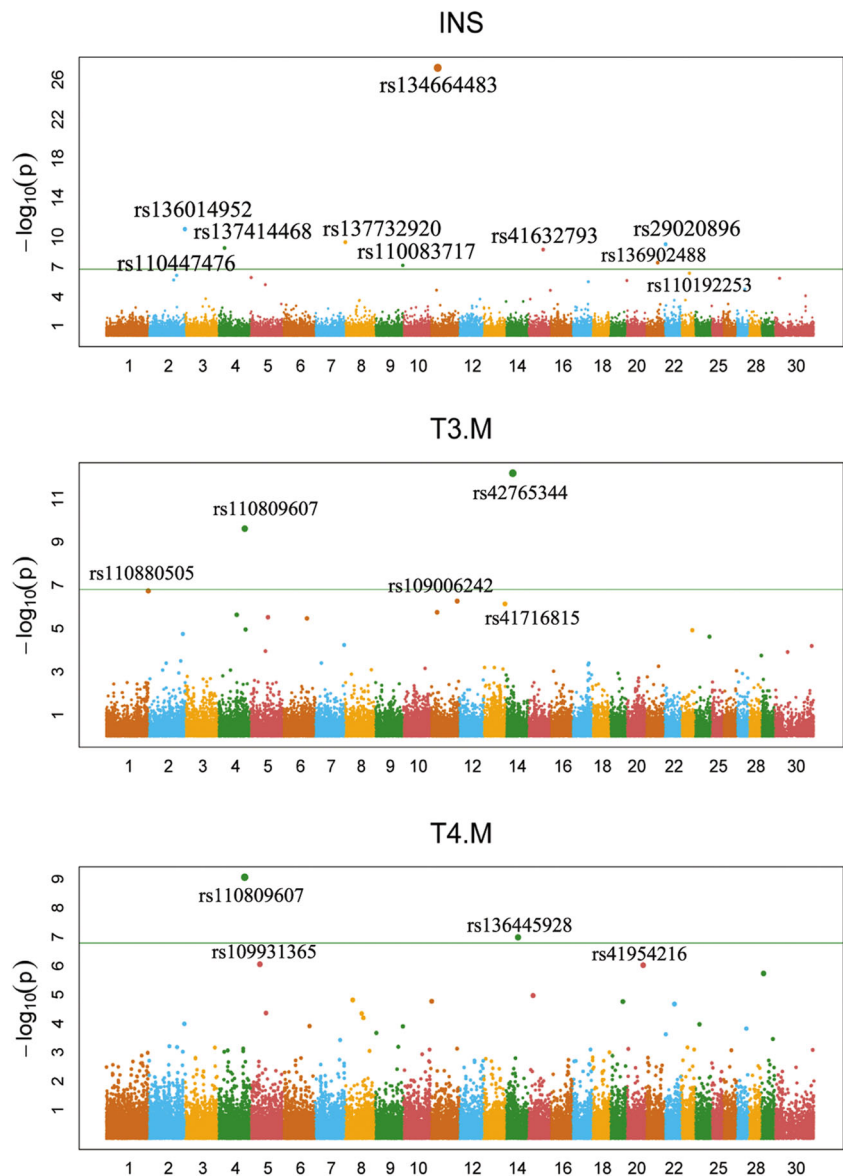 INS
−log10(p)
26
22
18
14
10
7
4
1
rs134664483
rs136014952
rs137414468
rs137732920
rs110083717
rs41632793
rs29020896
rs136902488
rs110447476
rs110192253
1 2 3 4 5 6 7 8 9 10 12 14 16 18 20 22 25 28 30
T3.M
−log10(p)
11
9
7
5
3
1
rs42765344
rs110809607
rs110880505
rs109006242
rs41716815
1 2 3 4 5 6 7 8 9 10 12 14 16 18 20 22 25 28 30
T4.M
−log10(p)
9
8
7
6
5
4
3
2
1
rs110809607
rs136445928
rs109931365
rs41954216
1 2 3 4 5 6 7 8 9 10 12 14 16 18 20 22 25 28 30